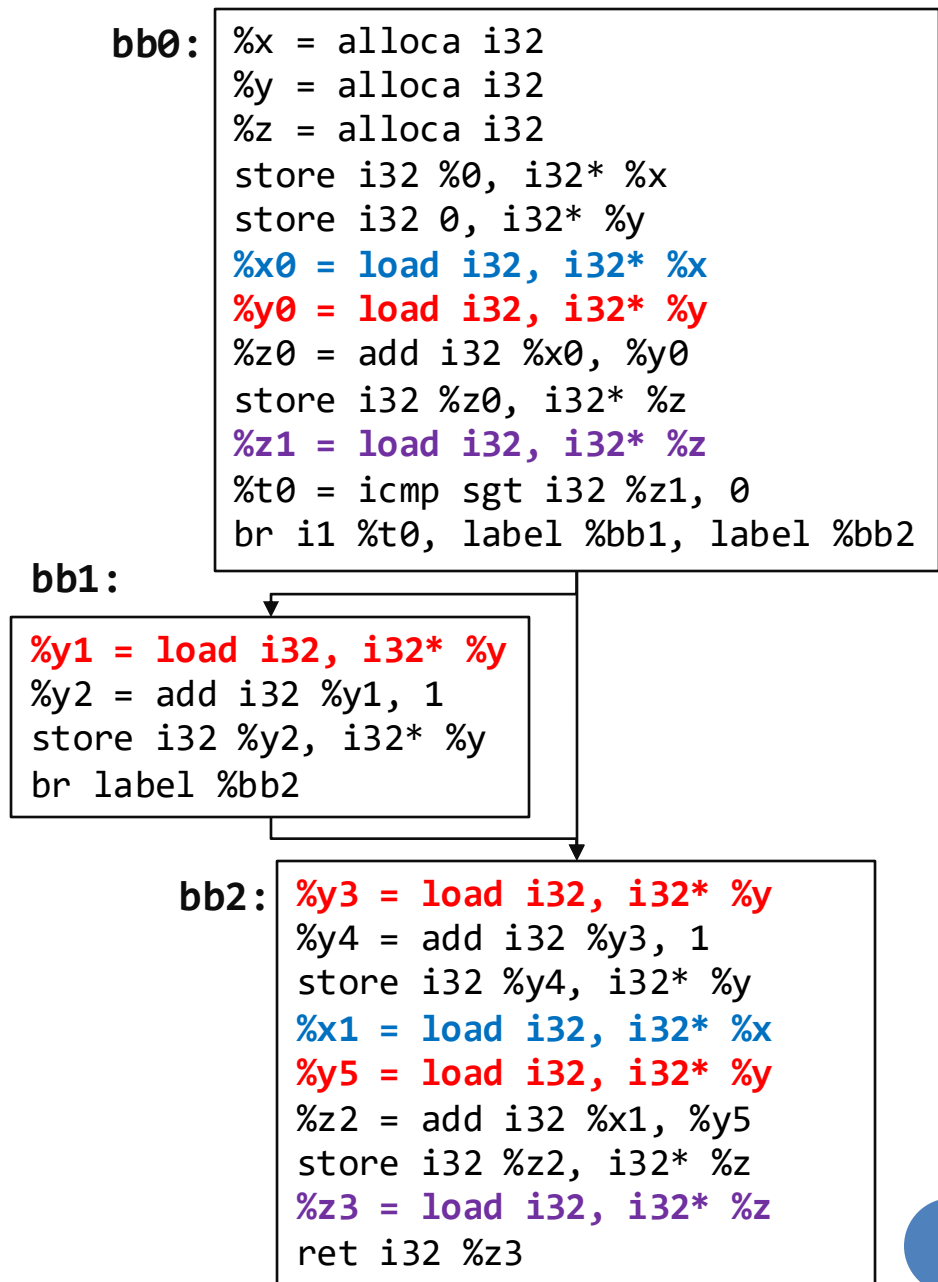 bb0:
%x = alloca i32
%y = alloca i32
%z = alloca i32
store i32 %0, i32* %x
store i32 0, i32* %y
%x0 = load i32, i32* %x
%y0 = load i32, i32* %y
%z0 = add i32 %x0, %y0
store i32 %z0, i32* %z
%z1 = load i32, i32* %z
%t0 = icmp sgt i32 %z1, 0
br i1 %t0, label %bb1, label %bb2
bb1:
%y1 = load i32, i32* %y
%y2 = add i32 %y1, 1
store i32 %y2, i32* %y
br label %bb2
bb2:
%y3 = load i32, i32* %y
%y4 = add i32 %y3, 1
store i32 %y4, i32* %y
%x1 = load i32, i32* %x
%y5 = load i32, i32* %y
%z2 = add i32 %x1, %y5
store i32 %z2, i32* %z
%z3 = load i32, i32* %z
ret i32 %z3